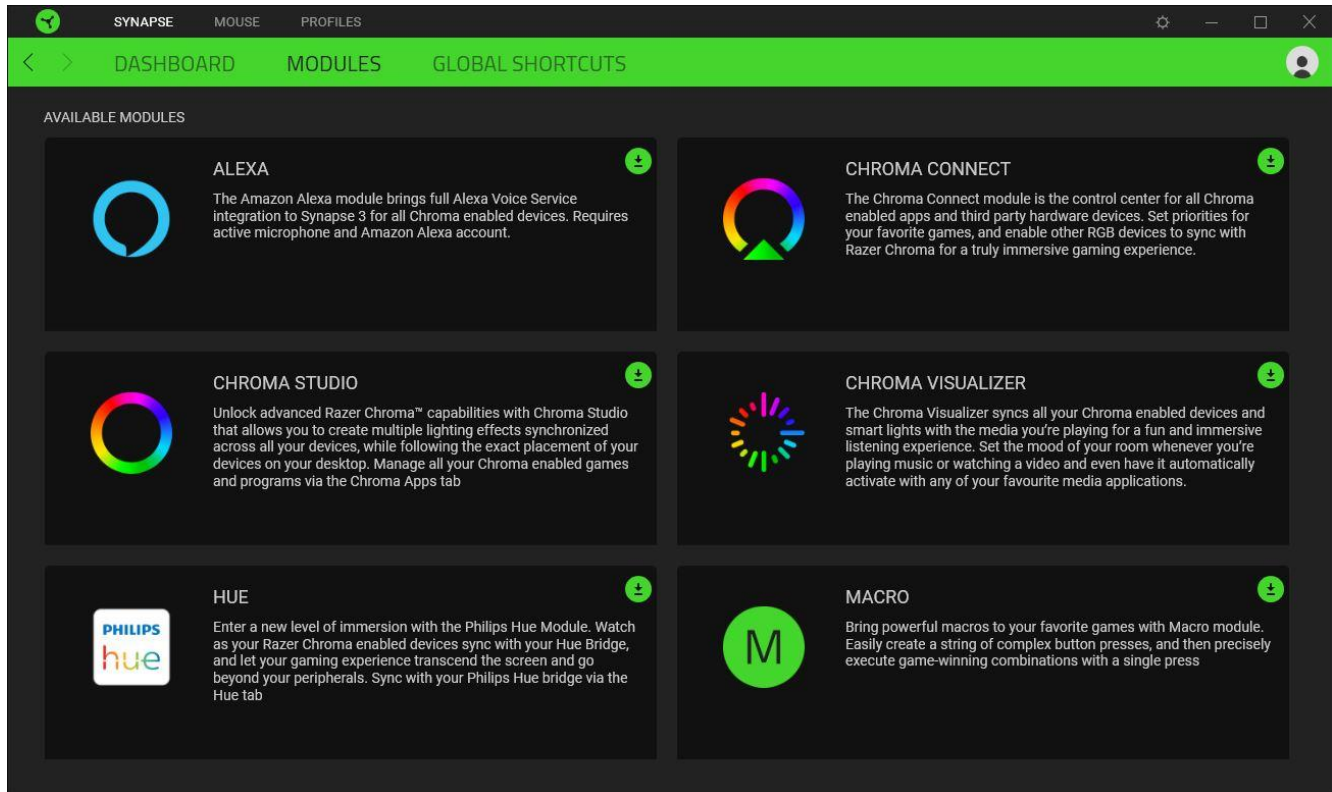 SYNAPSE MOUSE PROFILES
DASHBOARD MODULES GLOBAL SHORTCUTS
AVAILABLE MODULES
ALEXA
The Amazon Alexa module brings full Alexa Voice Service
integration to Synapse 3 for all Chroma enabled devices. Requires
active microphone and Amazon Alexa account.
CHROMA CONNECT
The Chroma Connect module is the control center for all Chroma
enabled apps and third party hardware devices. Set priorities for
your favorite games, and enable other RGB devices to sync with
Razer Chroma for a truly immersive gaming experience.
CHROMA STUDIO
Unlock advanced Razer Chroma™ capabilities with Chroma Studio
that allows you to create multiple lighting effects synchronized
across all your devices, while following the exact placement of your
devices on your desktop. Manage all your Chroma enabled games
and programs via the Chroma Apps tab
CHROMA VISUALIZER
The Chroma Visualizer syncs all your Chroma enabled devices and
smart lights with the media you’re playing for a fun and immersive
listening experience. Set the mood of your room whenever you’re
playing music or watching a video and even have it automatically
activate with any of your favourite media applications.
PHILIPS
hue
HUE
Enter a new level of immersion with the Philips Hue Module. Watch
as your Razer Chroma enabled devices sync with your Hue Bridge,
and let your gaming experience transcend the screen and go
beyond your peripherals. Sync with your Philips Hue bridge via the
Hue tab
M
MACRO
Bring powerful macros to your favorite games with Macro module.
Easily create a string of complex button presses, and then precisely
execute game-winning combinations with a single press